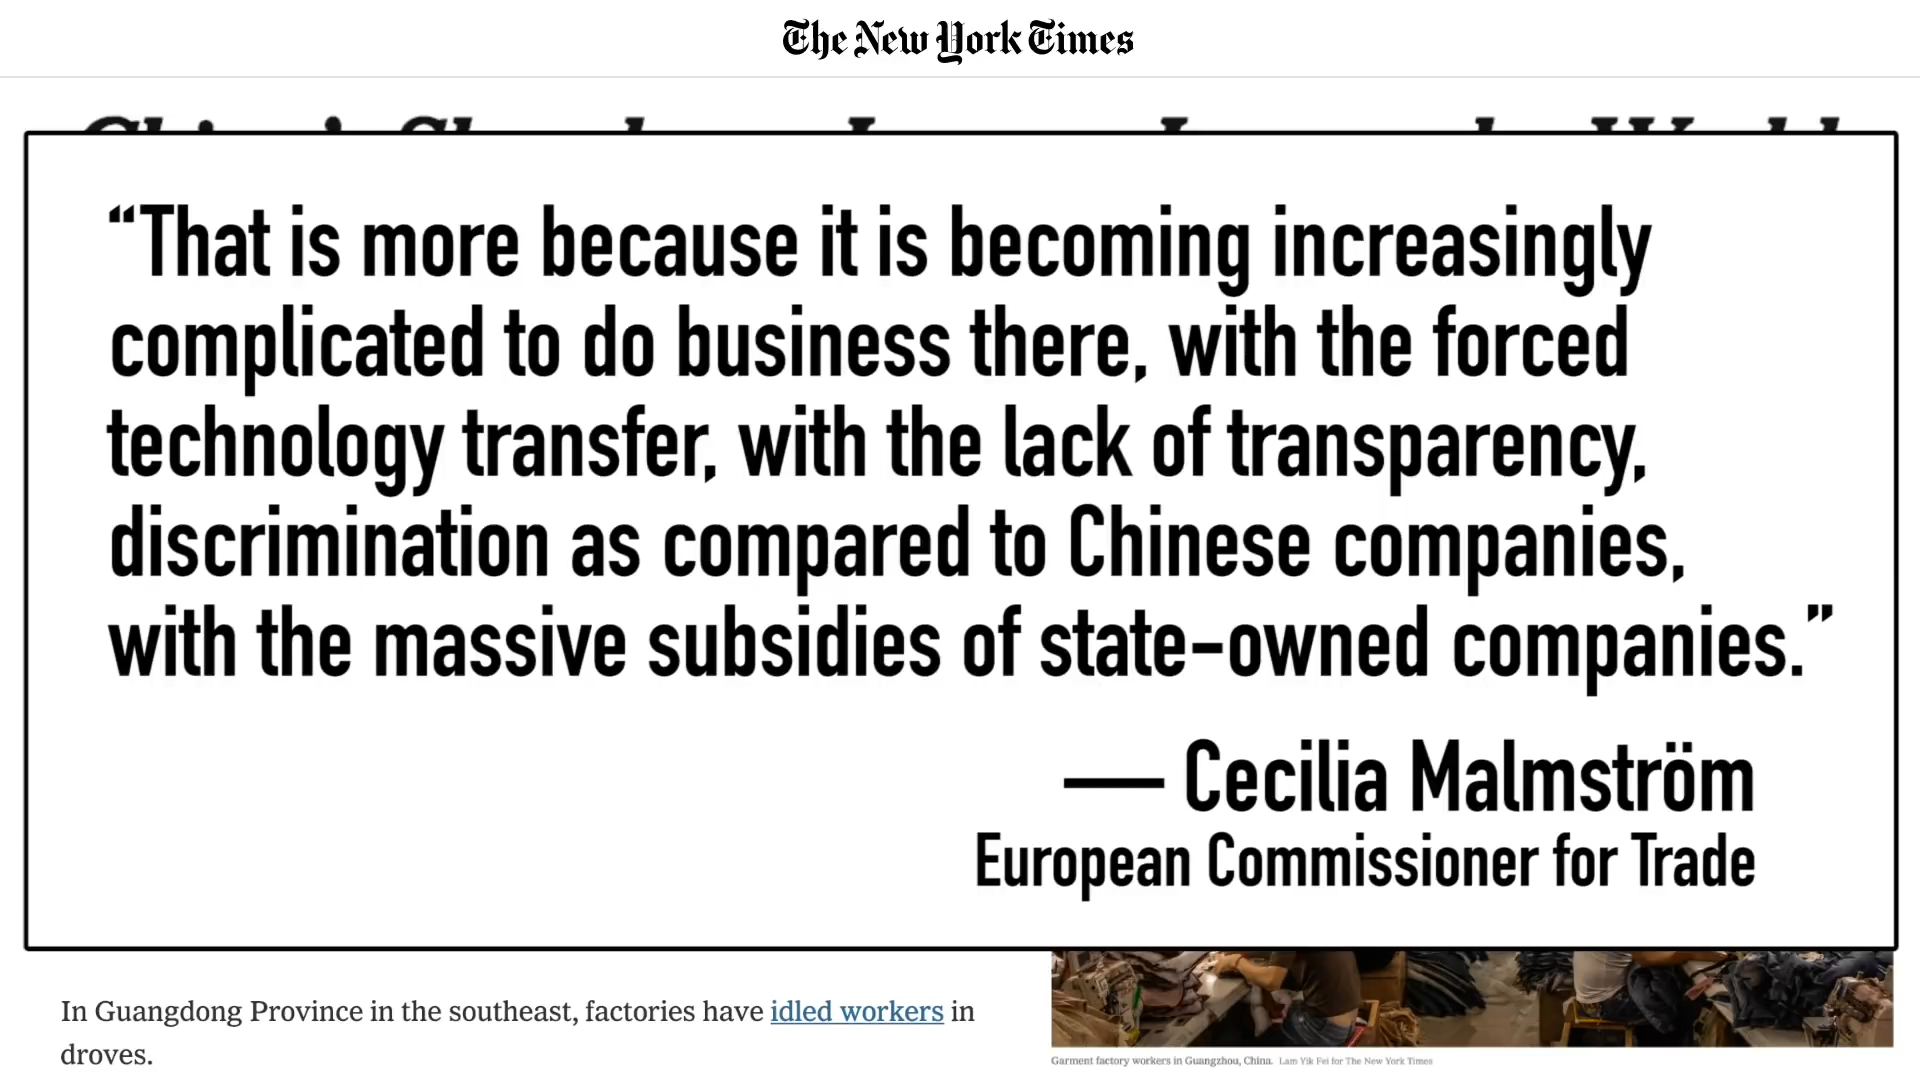 The New York Times
“That is more because it is becoming increasingly
complicated to do business there, with the forced
technology transfer, with the lack of transparency,
discrimination as compared to Chinese companies,
with the massive subsidies of state-owned companies.”
— Cecilia Malmström
European Commissioner for Trade
In Guangdong Province in the southeast, factories have idled workers in
droves.
Garment factory workers in Guangzhou, China. Lam Yik Fei for The New York Times